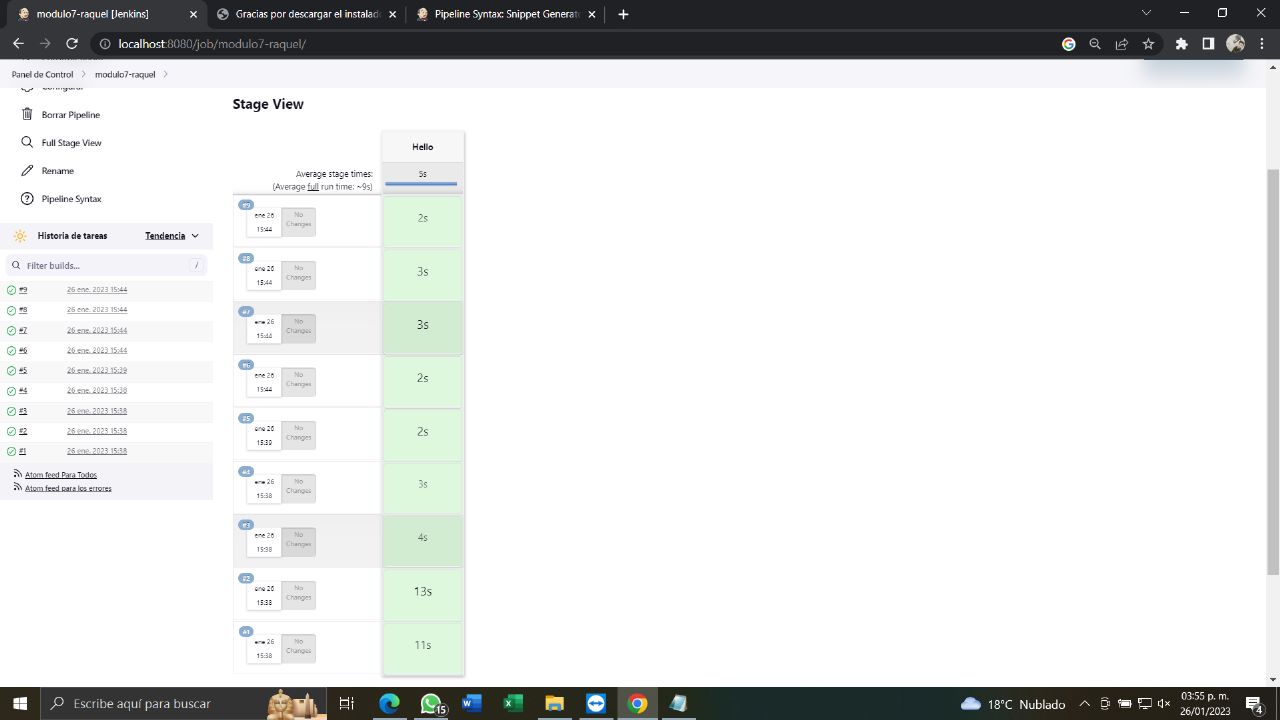 modulo7-raquel [Jenkins]
Para descargar el instalad
Pipeline Syntax: Snippet Generat
localhost:8080/job/modulo7-raquel/
Panel de Control
modulo7-raquel
Configurar
Borrar Pipeline
Full Stage View
Rename
Pipeline Syntax
Historia de tareas
Tendencia
Filter builds...
/
#9 26 ene. 2023 15:44
#8 26 ene. 2023 15:44
#7 26 ene. 2023 15:44
#6 26 ene. 2023 15:44
#5 26 ene. 2023 15:39
#4 26 ene. 2023 15:38
#3 26 ene. 2023 15:38
#2 26 ene. 2023 15:38
#1 26 ene. 2023 15:38
Atom feed Para Todos
Atom feed para los errores
Stage View
Hello
Average stage times:
5s
(Average full run time: ~9s)
#9
ene 26
15:44
No
Changes
2s
#8
ene 26
15:44
No
Changes
3s
#7
ene 26
15:44
No
Changes
3s
#6
ene 26
15:44
No
Changes
2s
#5
ene 26
15:39
No
Changes
2s
#4
ene 26
15:38
No
Changes
3s
#3
ene 26
15:38
No
Changes
4s
#2
ene 26
15:38
No
Changes
13s
#1
ene 26
15:38
No
Changes
11s
Escribe aquí para buscar
15
18°C Nublado
03:55 p. m.
26/01/2023
4